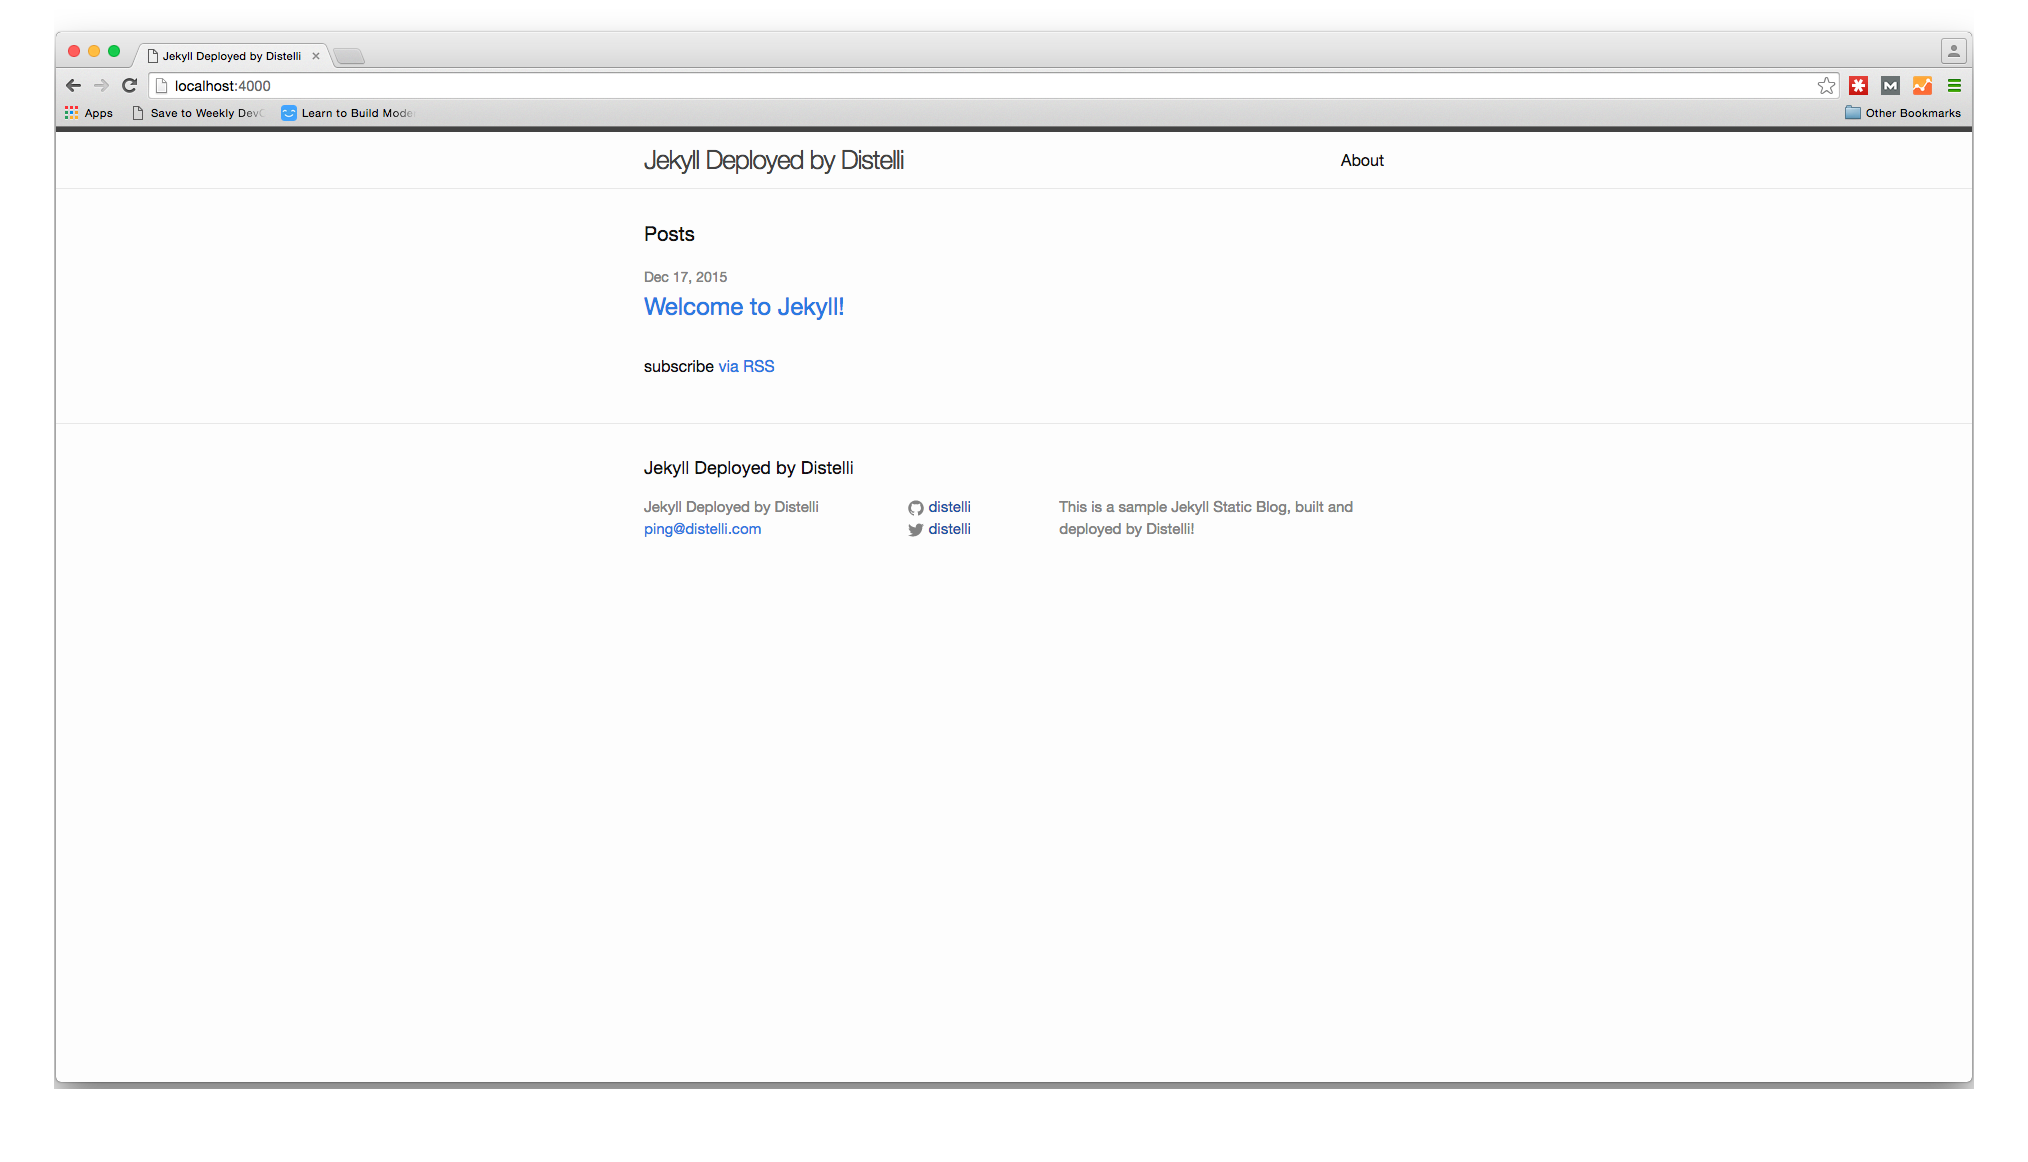 Jekyll Deployed by Distelli
localhost:4000
Apps Save to Weekly Dev Learn to Build Mode Other Bookmarks
Jekyll Deployed by Distelli About
Posts
Dec 17, 2015
Welcome to Jekyll!
subscribe via RSS
Jekyll Deployed by Distelli
Jekyll Deployed by Distelli
ping@distelli.com
distelli
distelli
This is a sample Jekyll Static Blog, built and
deployed by Distelli!